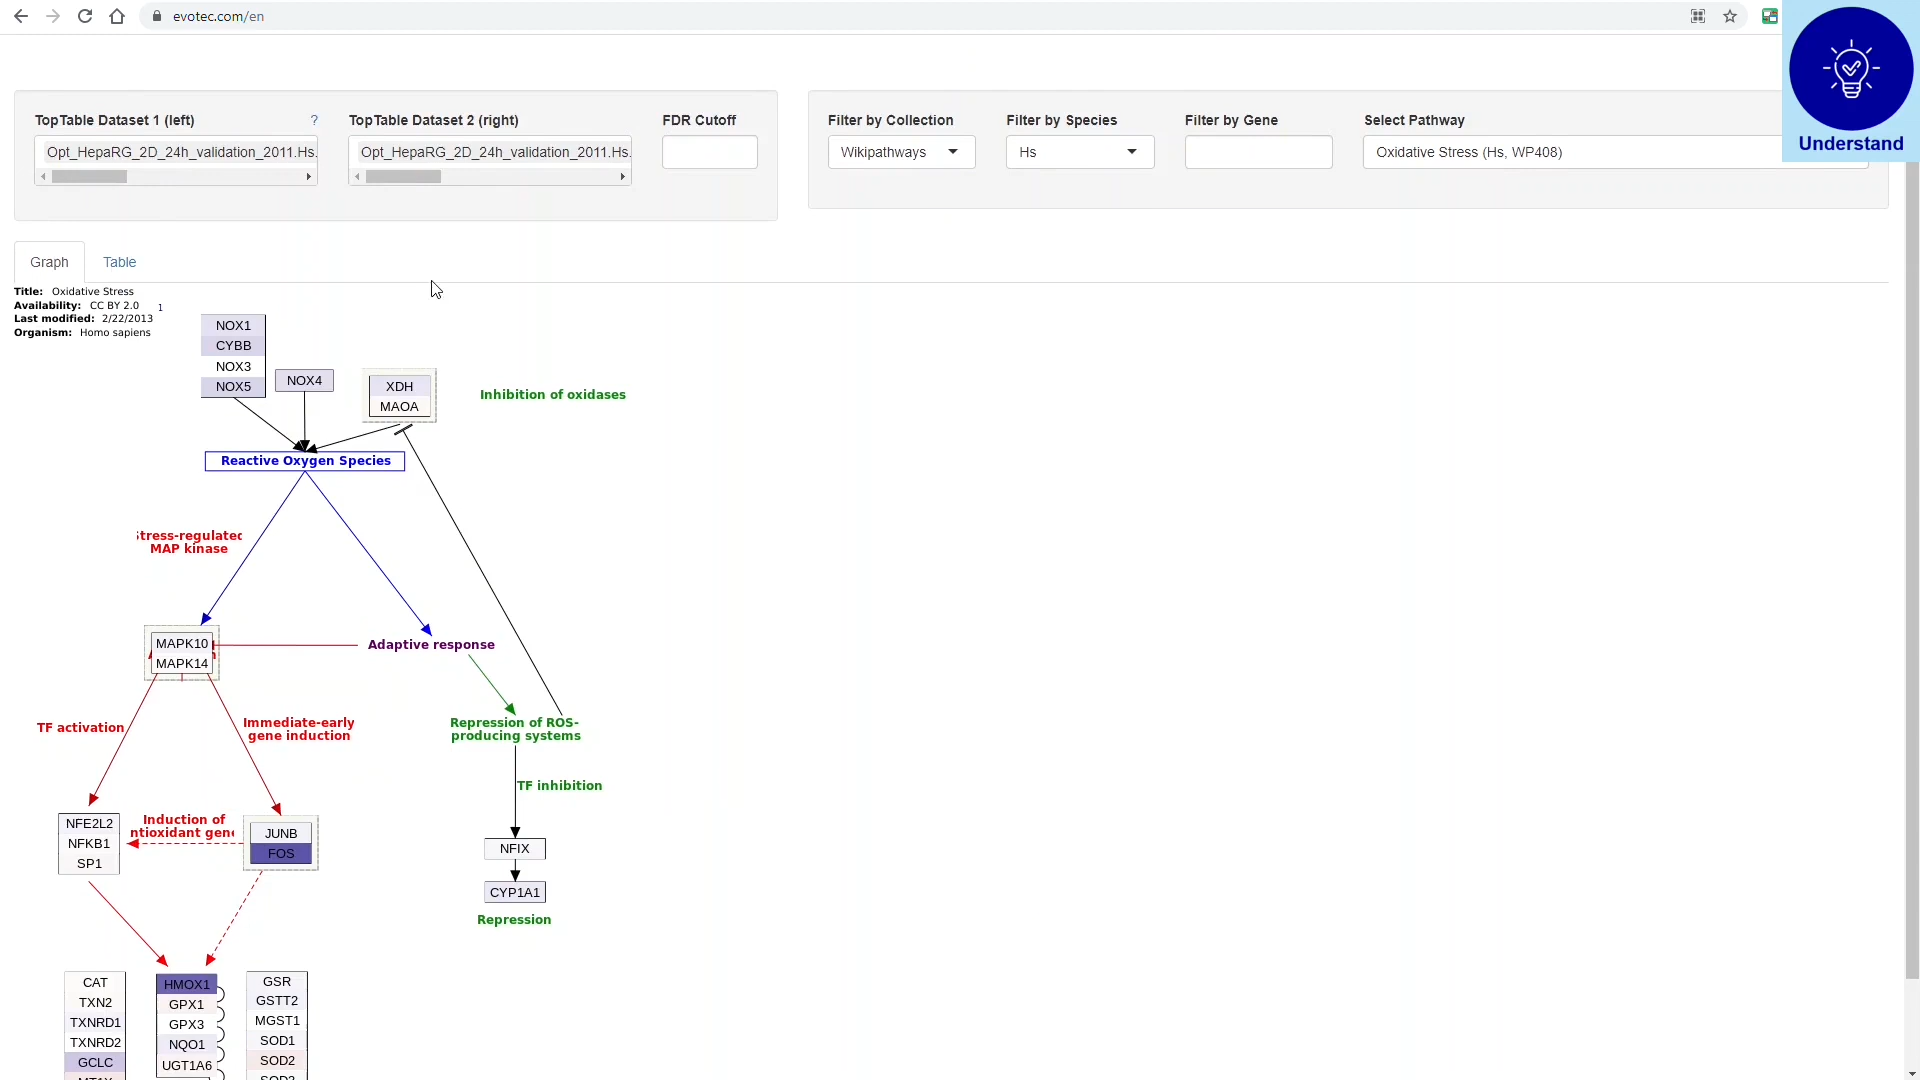 evotec.com/en
Understand
TopTable Dataset 1 (left)
?
TopTable Dataset 2 (right)
FDR Cutoff
Filter by Collection
Filter by Species
Filter by Gene
Select Pathway
Opt_HepaRG_2D_24h_validation_2011.Hs.
Opt_HepaRG_2D_24h_validation_2011.Hs.
Wikipathways
Hs
Oxidative Stress (Hs, WP408)
Graph
Table
Title: Oxidative Stress
Availability: CC BY 2.0
Last modified: 2/22/2013
Organism: Homo sapiens
1
NOX1
CYBB
NOX3
NOX5
NOX4
XDH
MAOA
Inhibition of oxidases
Reactive Oxygen Species
Stress-regulated
MAP kinase
MAPK10
MAPK14
Adaptive response
TF activation
Immediate-early
gene induction
Repression of ROS-
producing systems
TF inhibition
NFE2L2
NFKB1
SP1
Induction of
ntioxidant gene
JUNB
FOS
NFIX
CYP1A1
Repression
CAT
TXN2
TXNRD1
TXNRD2
GCLC
HMOX1
GPX1
GPX3
NQO1
UGT1A6
GSR
GSTT2
MGST1
SOD1
SOD2